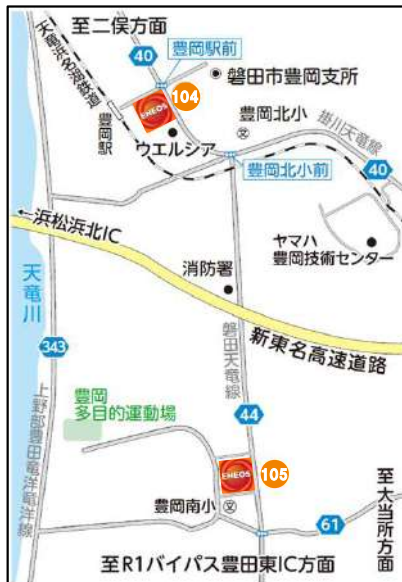 至二俣方面
天竜浜名湖鉄道
40
豊岡駅前
磐田市豊岡支所
ENEOS
104
豊岡駅
ウエルシア
豊岡北小
文
掛川天竜線
豊岡北小前
40
←浜松浜北IC
ヤマハ
豊岡技術センター
天竜川
消防署
新東名高速道路
磐田天竜線
343
上野部豊田竜洋竜洋線
豊岡
多目的運動場
44
ENEOS
105
豊岡南小
文
61
至大当所方面
至R1バイパス豊田東IC方面